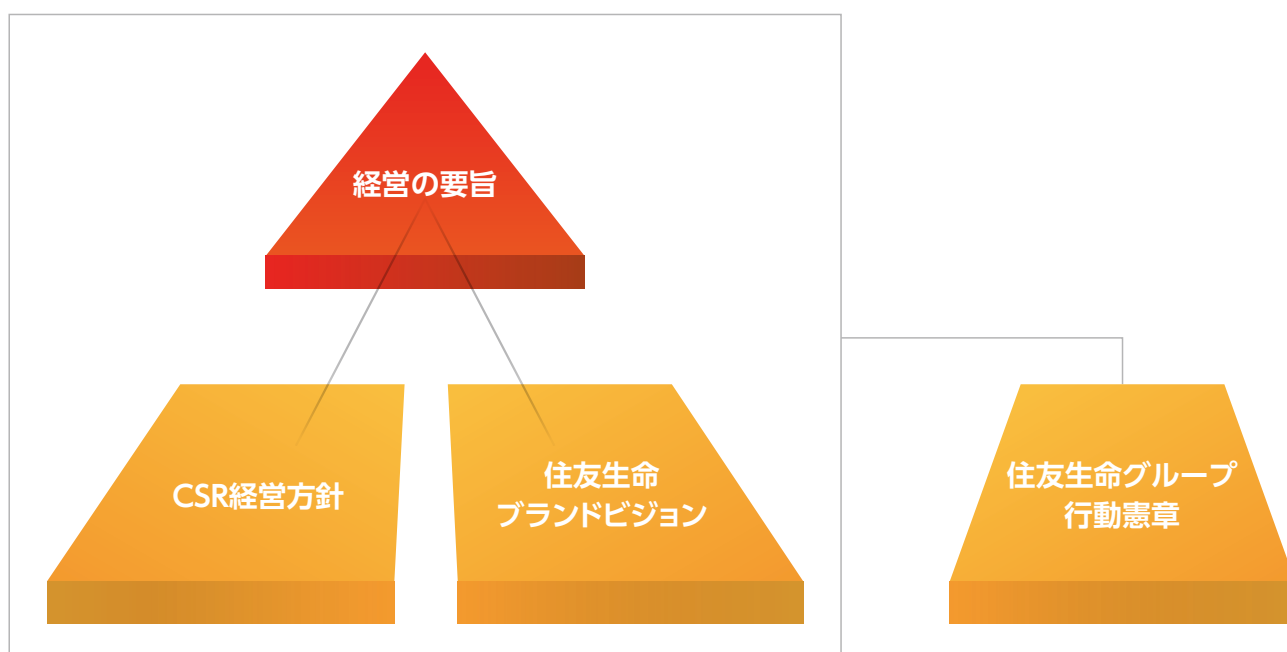 経営の要旨
CSR経営方針
住友生命
ブランドビジョン
住友生命グループ
行動憲章